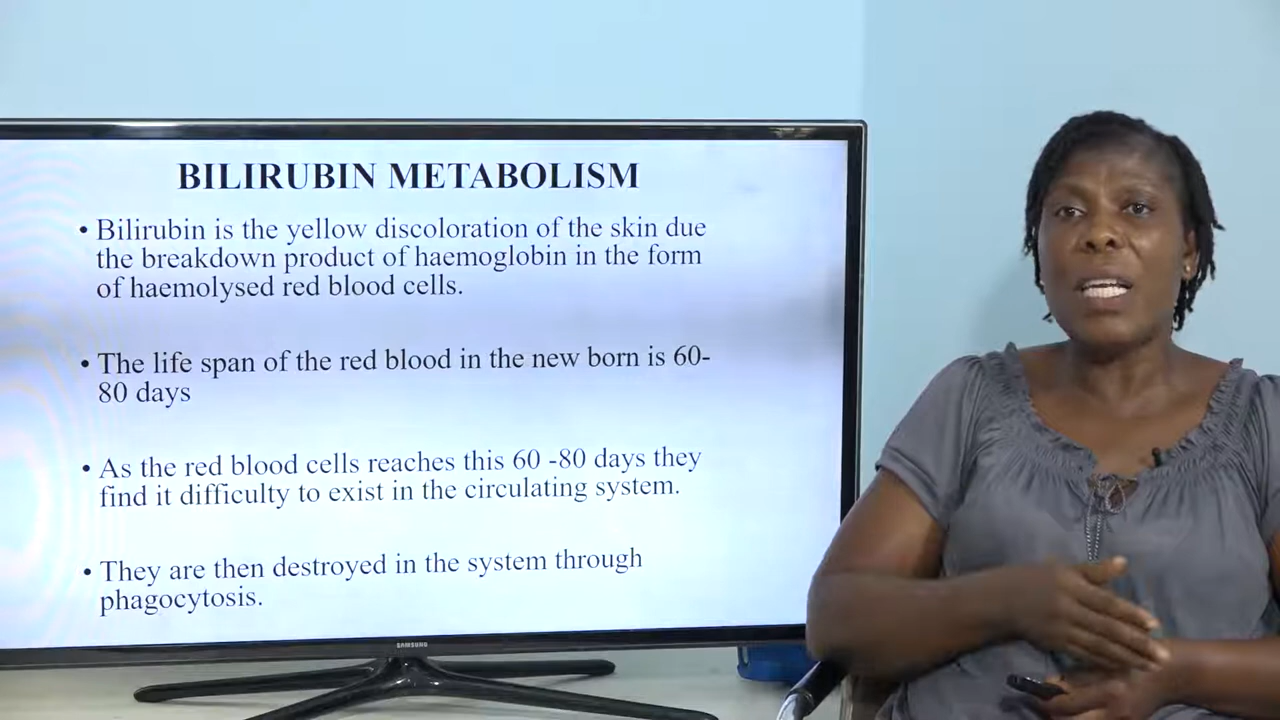 BILIRUBIN METABOLISM
• Bilirubin is the yellow discoloration of the skin due
the breakdown product of haemoglobin in the form
of haemolysed red blood cells.
• The life span of the red blood in the new born is 60-
80 days
• As the red blood cells reaches this 60 -80 days they
find it difficulty to exist in the circulating system.
• They are then destroyed in the system through
phagocytosis.
SAMSUNG